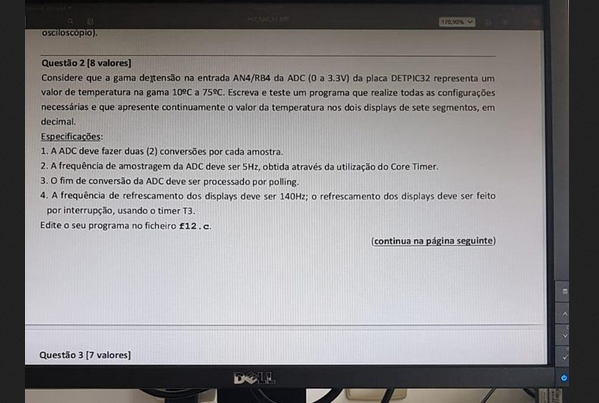 osciloscópio).
Questão 2 [8 valores]
Considere que a gama de tensão na entrada AN4/RB4 da ADC (0 a 3.3V) da placa DETPIC32 representa um
valor de temperatura na gama 10ºC a 75ºC. Escreva e teste um programa que realize todas as configurações
necessárias e que apresente continuamente o valor da temperatura nos dois displays de sete segmentos, em
decimal.
Especificações:
1. A ADC deve fazer duas (2) conversões por cada amostra.
2. A frequência de amostragem da ADC deve ser 5Hz, obtida através da utilização do Core Timer.
3. O fim de conversão da ADC deve ser processado por polling.
4. A frequência de refrescamento dos displays deve ser 140Hz; o refrescamento dos displays deve ser feito
por interrupção, usando o timer T3.
Edite o seu programa no ficheiro f12.c.
(continua na página seguinte)
Questão 3 [7 valores]
DELL